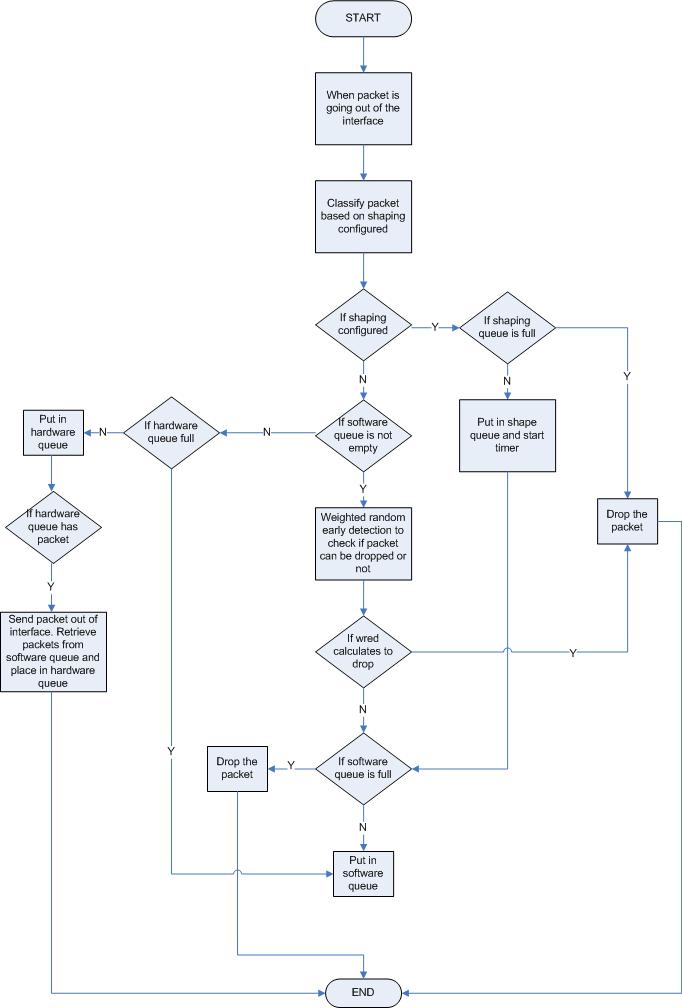 START
When packet is
going out of the
interface
Classify packet
based on shaping
configured
If shaping
configured
Y
If shaping
queue is full
Y
N
N
Put in
hardware
queue
N
If hardware
queue full
N
If software
queue is not
empty
Put in shape
queue and start
timer
Y
If hardware
queue has
packet
Weighted random
early detection to
check if packet
can be dropped or
not
Drop the
packet
Y
Send packet out of
interface. Retrieve
packets from
software queue and
place in hardware
queue
If wred
calculates to
drop
Y
N
Y
Drop the
packet
Y
If software
queue is full
N
Put in
software
queue
END